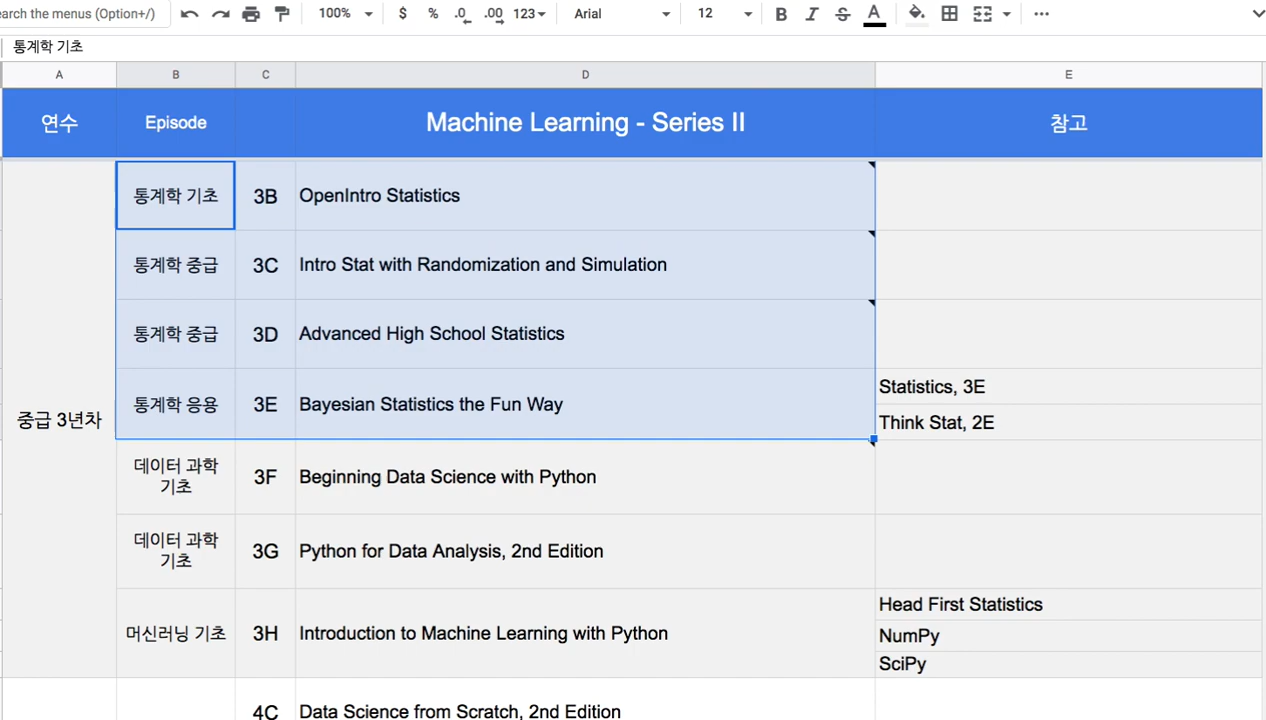 earch the menus (Option+/)
100%
$
%
.0
.00
123
Arial
12
B
I
S
A
통계학 기초
A
B
C
D
E
연수
Episode
Machine Learning - Series II
참고
중급 3년차
통계학 기초
3B
OpenIntro Statistics
통계학 중급
3C
Intro Stat with Randomization and Simulation
통계학 중급
3D
Advanced High School Statistics
통계학 응용
3E
Bayesian Statistics the Fun Way
Statistics, 3E
Think Stat, 2E
데이터 과학
기초
3F
Beginning Data Science with Python
데이터 과학
기초
3G
Python for Data Analysis, 2nd Edition
머신러닝 기초
3H
Introduction to Machine Learning with Python
Head First Statistics
NumPy
SciPy
4C
Data Science from Scratch, 2nd Edition